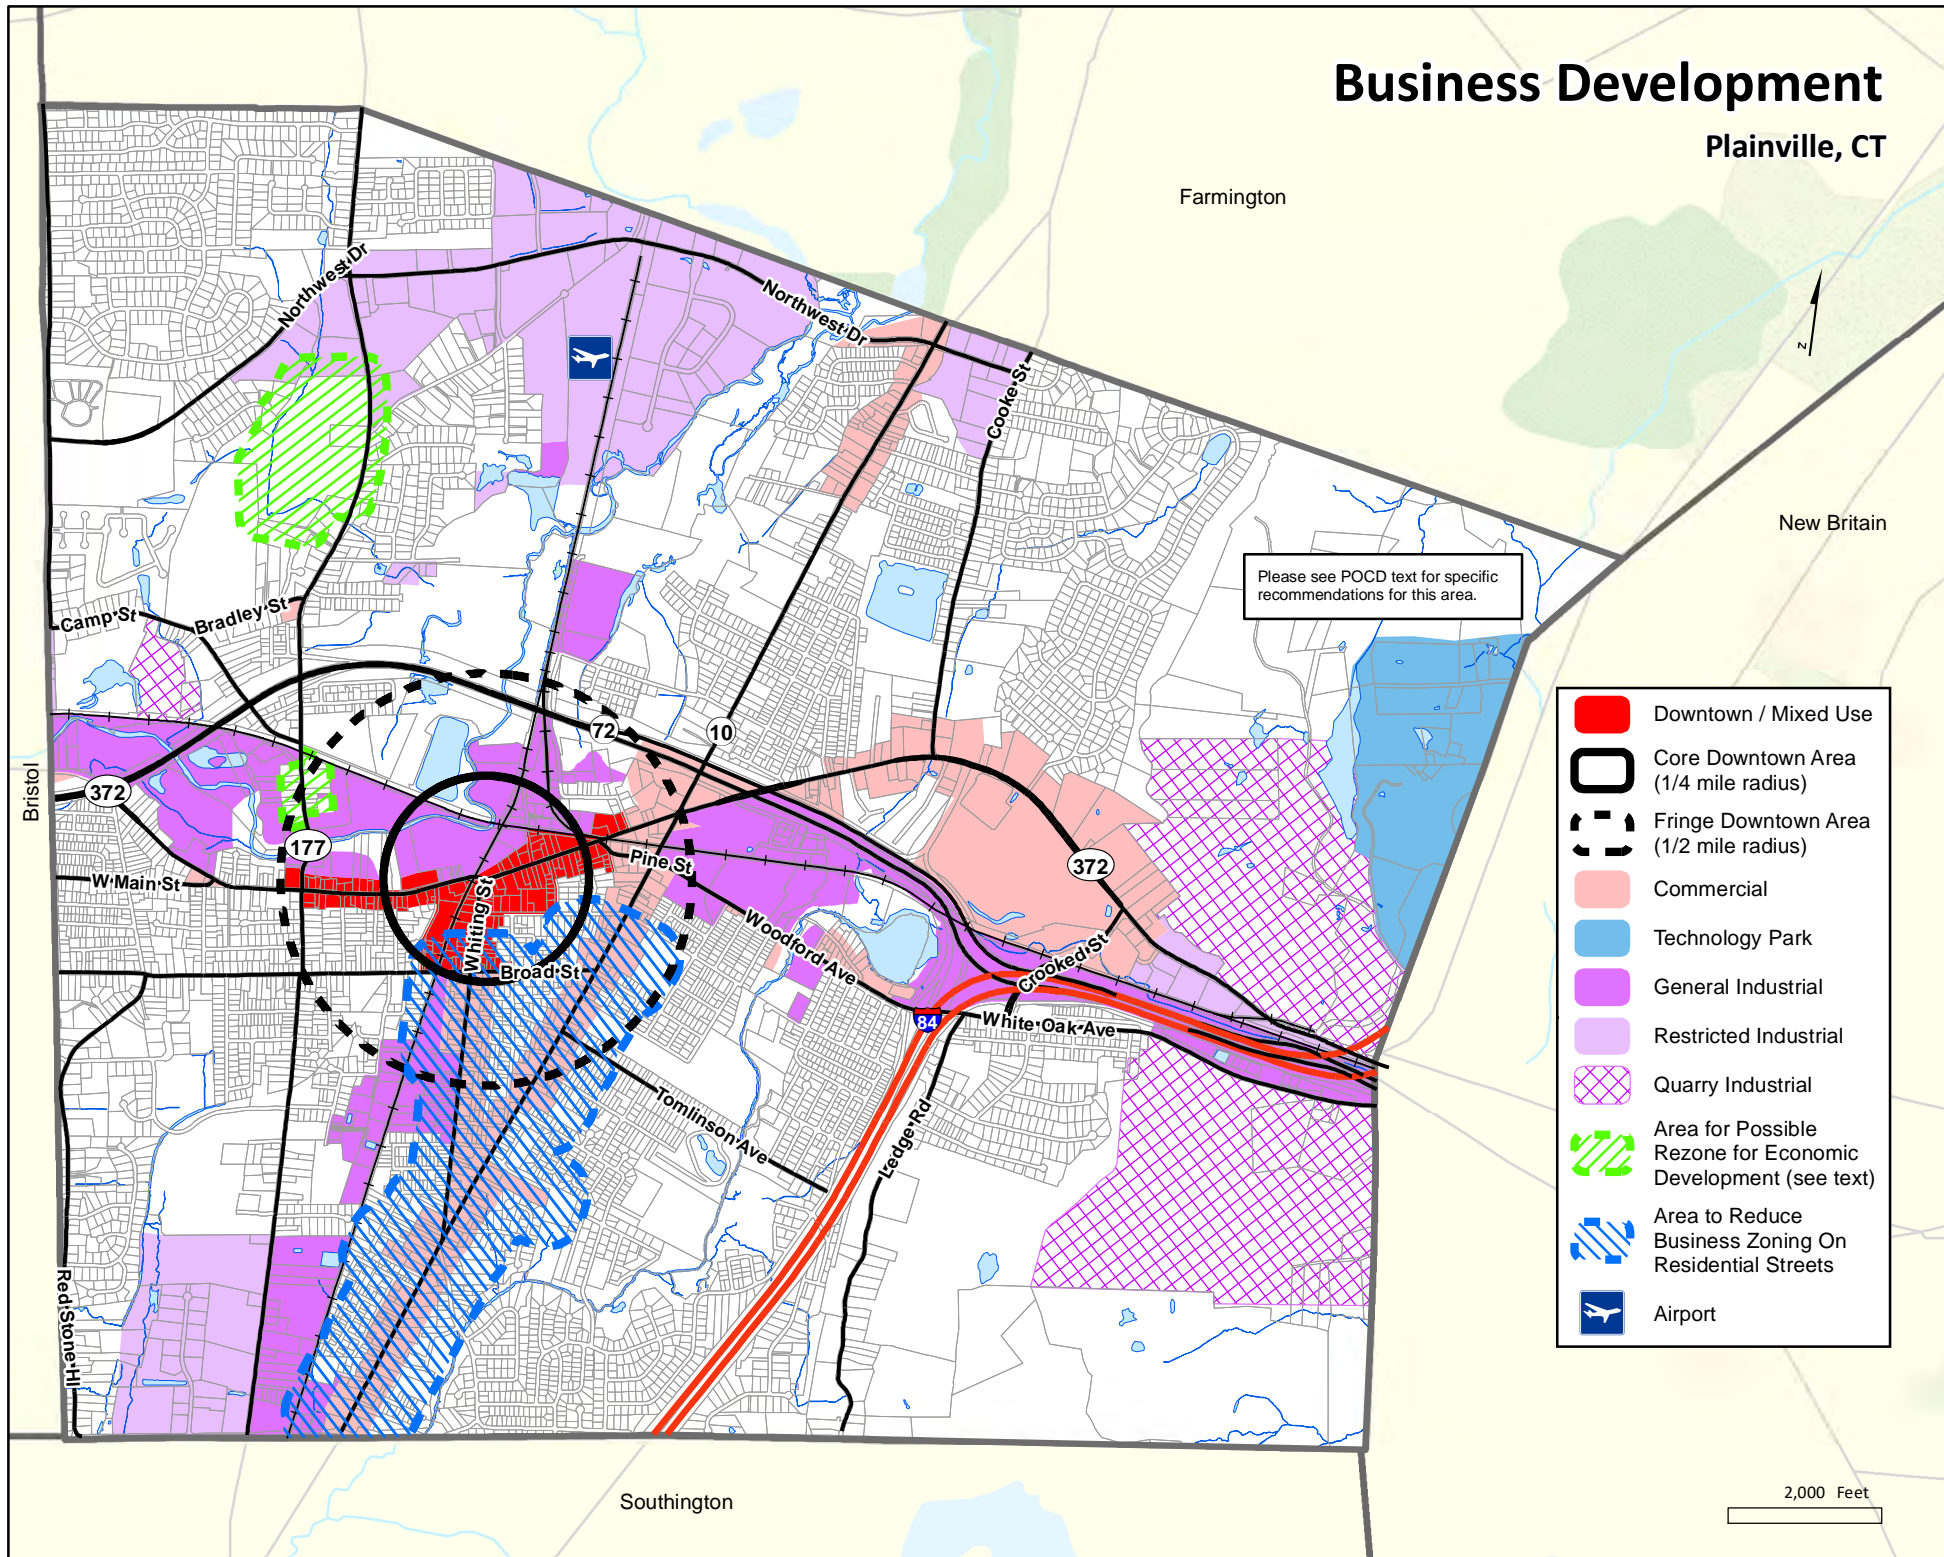 Business Development
Plainville, CT
Farmington
New Britain
Bristol
Southington
Northwest Dr
Northwest Dr
Cooke St
Camp St
Bradley St
72
10
372
177
372
W Main St
Whiting St
Pine St
Woodford Ave
Broad St
Crooked St
84
White Oak Ave
Tomlinson Ave
Ledge Rd
Red Stone Hll
Please see POCD text for specific
recommendations for this area.
z
Downtown / Mixed Use
Core Downtown Area
(1/4 mile radius)
Fringe Downtown Area
(1/2 mile radius)
Commercial
Technology Park
General Industrial
Restricted Industrial
Quarry Industrial
Area for Possible
Rezone for Economic
Development (see text)
Area to Reduce
Business Zoning On
Residential Streets
Airport
2,000 Feet